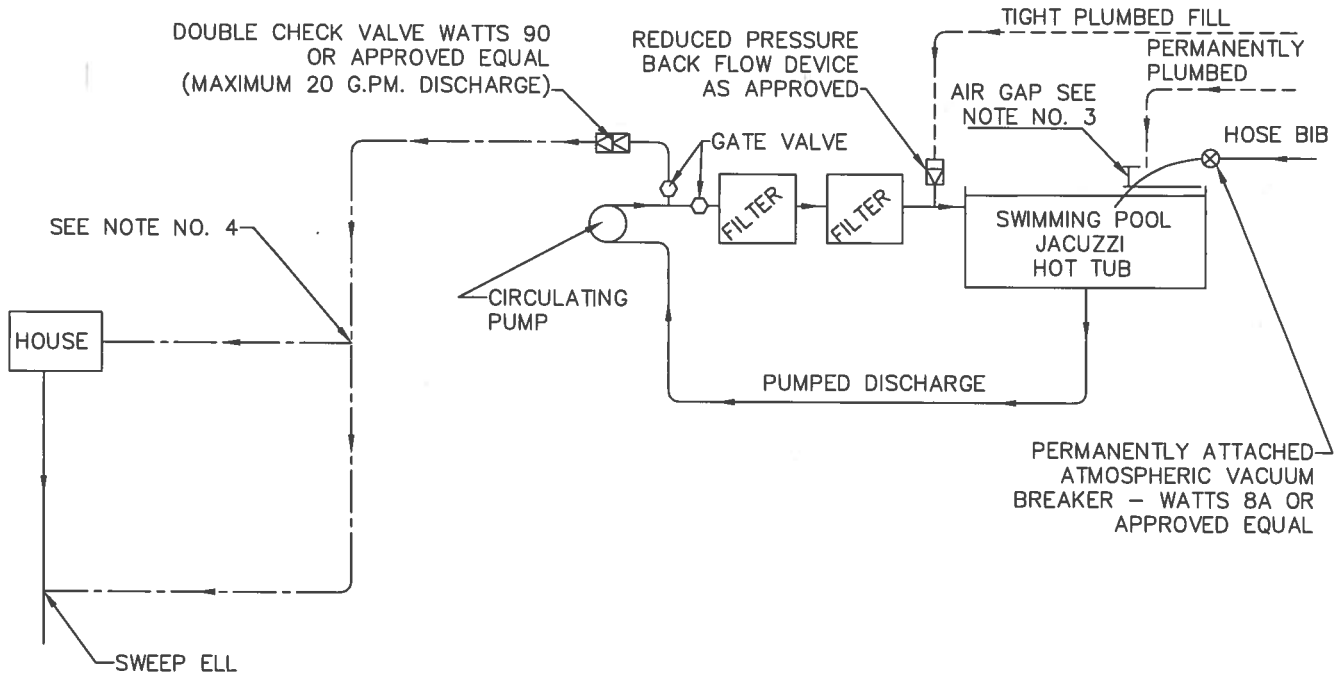 DOUBLE CHECK VALVE WATTS 90
OR APPROVED EQUAL
(MAXIMUM 20 G.P.M. DISCHARGE)
REDUCED PRESSURE
BACK FLOW DEVICE
AS APPROVED
TIGHT PLUMBED FILL
PERMANENTLY
PLUMBED
AIR GAP SEE
NOTE NO. 3
HOSE BIB
GATE VALVE
FILTER
FILTER
SWIMMING POOL
JACUZZI
HOT TUB
SEE NOTE NO. 4
CIRCULATING
PUMP
HOUSE
PUMPED DISCHARGE
PERMANENTLY ATTACHED
ATMOSPHERIC VACUUM
BREAKER – WATTS 8A OR
APPROVED EQUAL
SWEEP ELL